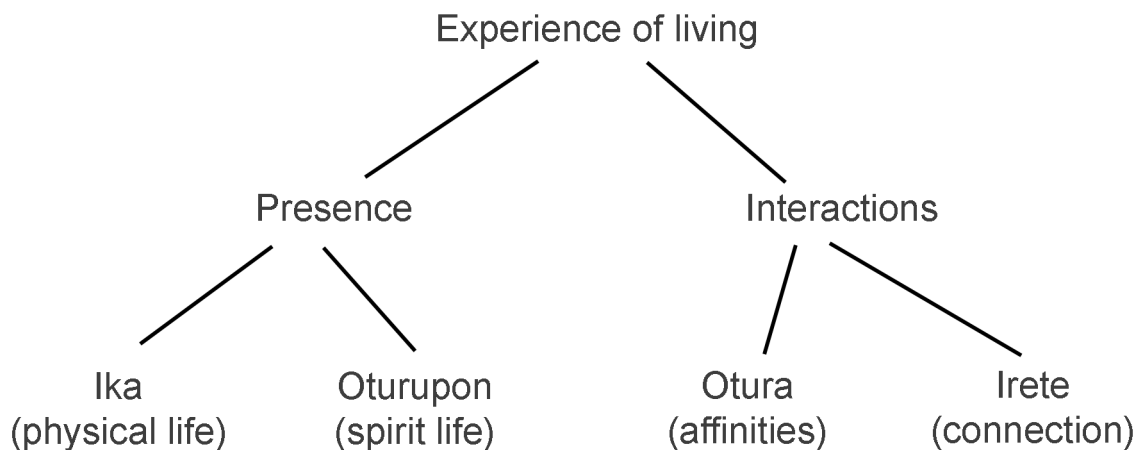 Experience of living
Presence
Interactions
Ika
(physical life)
Oturupon
(spirit life)
Otura
(affinities)
Irete
(connection)